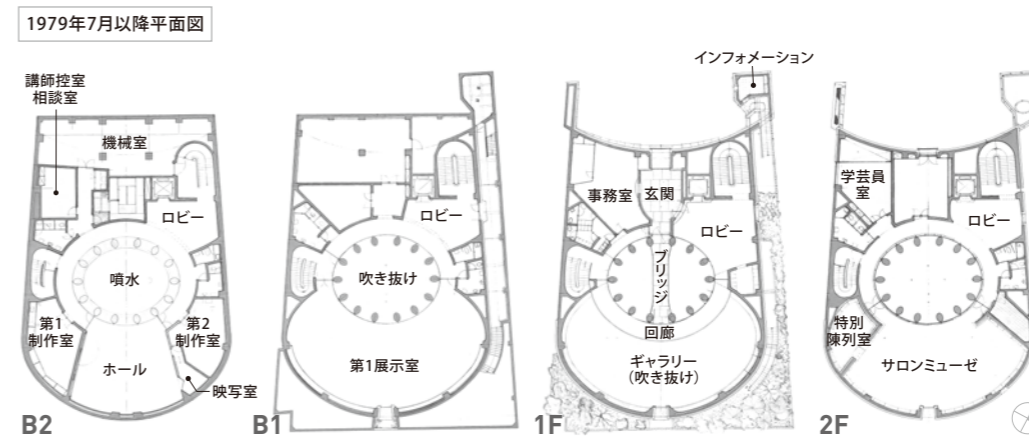 1979年7月以降平面図
講師控室
相談室
機械室
ロビー
噴水
第1
制作室
第2
制作室
ホール
映写室
B2
ロビー
吹き抜け
第1展示室
B1
インフォメーション
事務室
玄関
ロビー
ブリッジ
回廊
ギャラリー
(吹き抜け)
1F
学芸員
室
ロビー
特別
陳列室
サロンミューゼ
2F